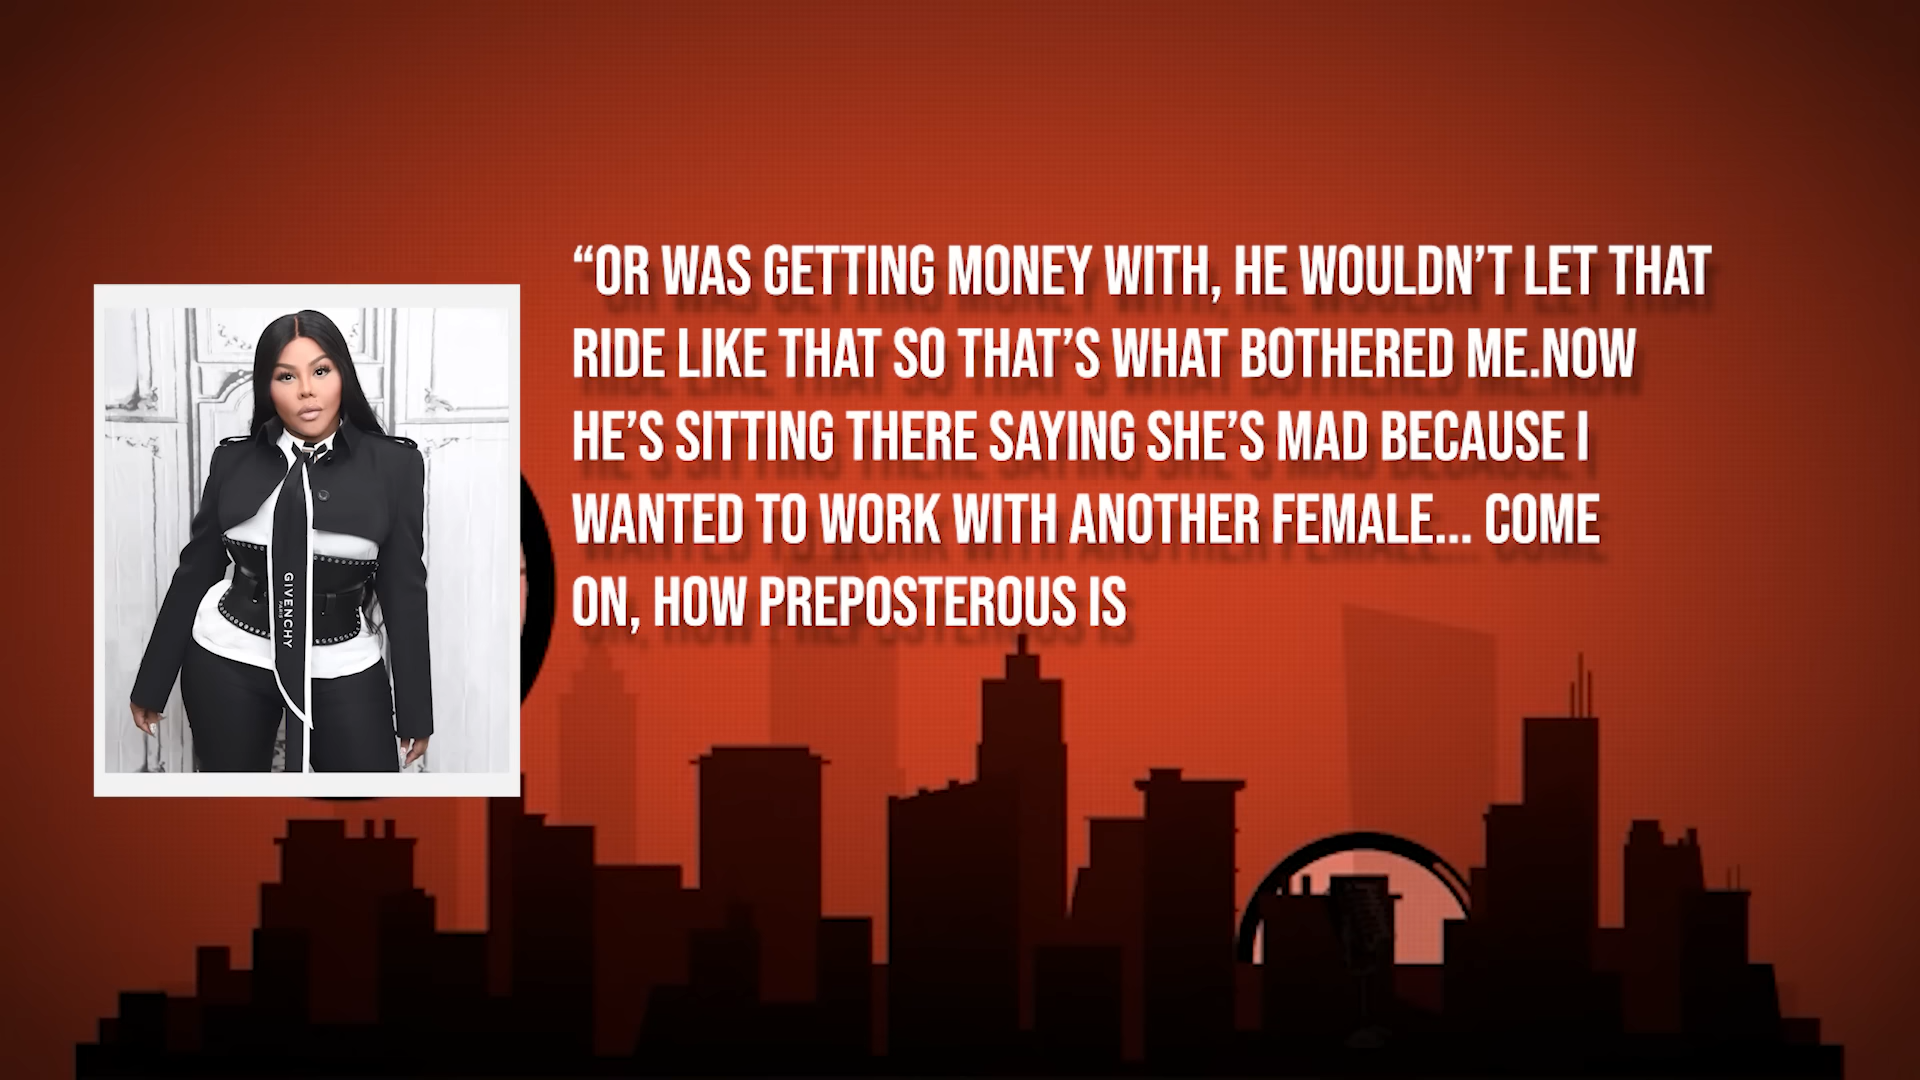 “OR WAS GETTING MONEY WITH, HE WOULDN’T LET THAT
RIDE LIKE THAT SO THAT’S WHAT BOTHERED ME.NOW
HE’S SITTING THERE SAYING SHE’S MAD BECAUSE I
WANTED TO WORK WITH ANOTHER FEMALE... COME
ON, HOW PREPOSTEROUS IS
GIVENCHY
PARIS